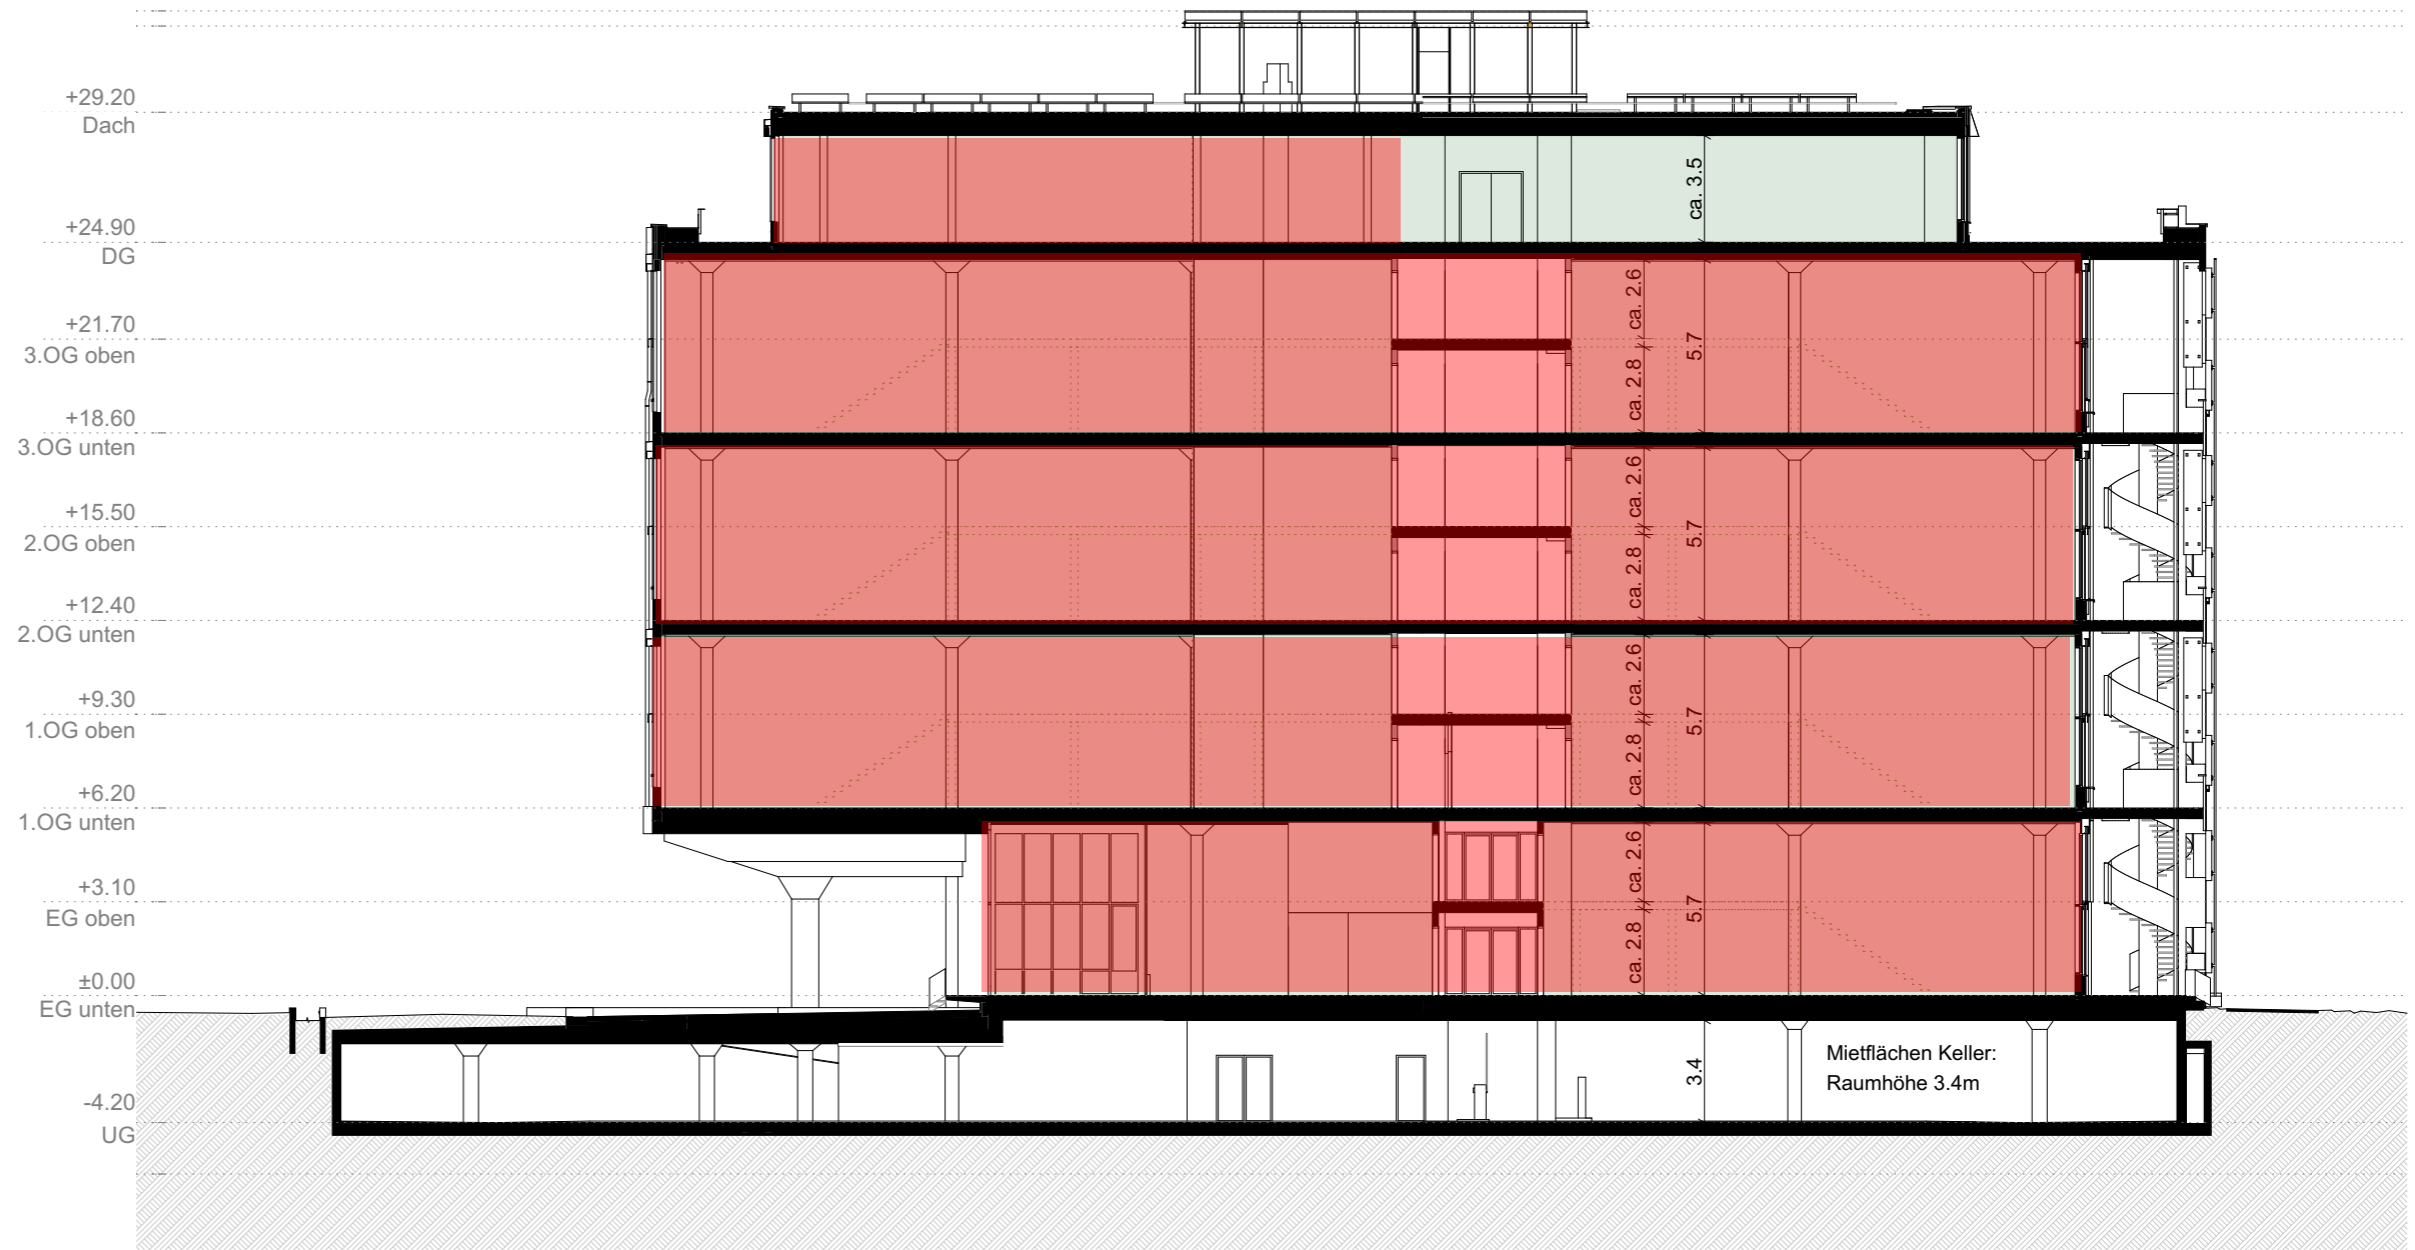 +29.20
Dach
ca. 3.5
+24.90
DG
ca. 2.6
+21.70
3.OG oben
5.7
ca. 2.8
+18.60
3.OG unten
ca. 2.6
+15.50
2.OG oben
5.7
ca. 2.8
+12.40
2.OG unten
ca. 2.6
+9.30
1.OG oben
5.7
ca. 2.8
+6.20
1.OG unten
ca. 2.6
+3.10
EG oben
5.7
ca. 2.8
±0.00
EG unten
Mietflächen Keller:
Raumhöhe 3.4m
3.4
-4.20
UG